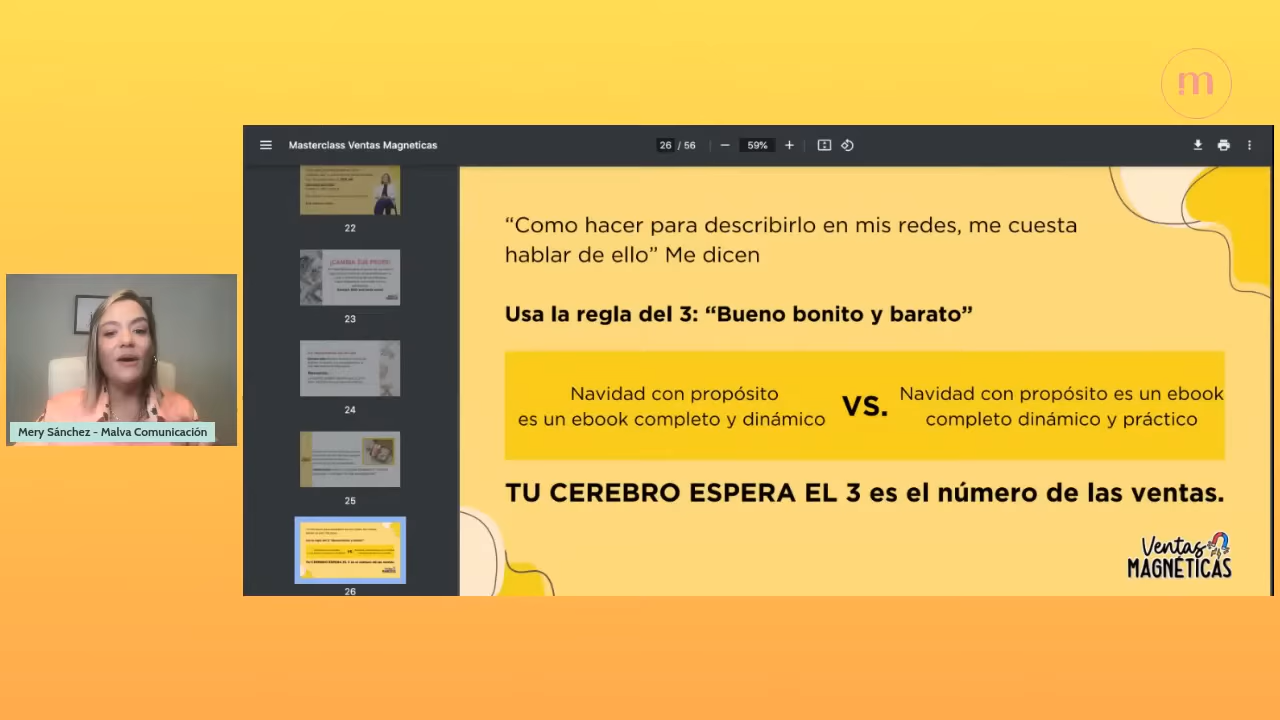 m
Masterclass Ventas Magneticas
26 / 56
59%
22
¡CAMBIA TUS POSTS!
23
24
25
26
“Como hacer para describirlo en mis redes, me cuesta
hablar de ello” Me dicen
Usa la regla del 3: “Bueno bonito y barato”
Navidad con propósito
es un ebook completo y dinámico
VS.
Navidad con propósito es un ebook
completo dinámico y práctico
TU CEREBRO ESPERA EL 3 es el número de las ventas.
Ventas
MAGNÉTICAS
Mery Sánchez - Malva Comunicación